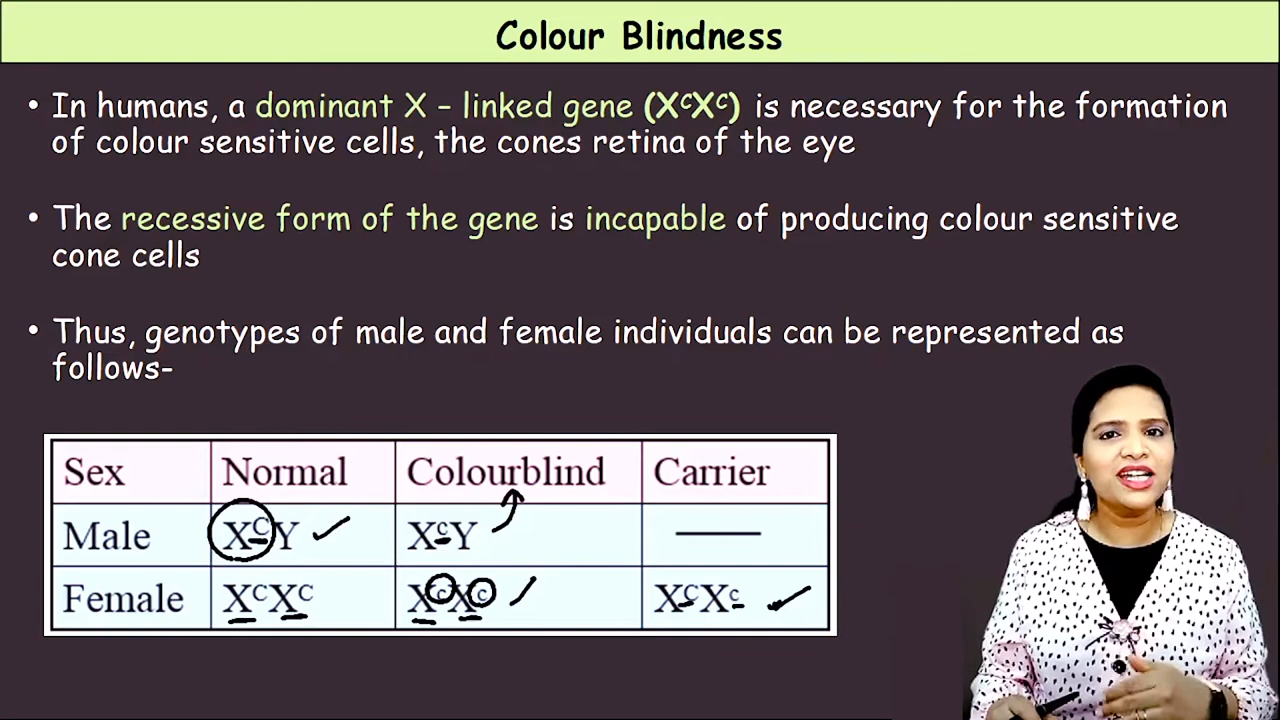 Colour Blindness
• In humans, a dominant X – linked gene (XᶜXᶜ) is necessary for the formation
of colour sensitive cells, the cones retina of the eye
• The recessive form of the gene is incapable of producing colour sensitive
cone cells
• Thus, genotypes of male and female individuals can be represented as
follows-
Sex Normal Colourblind Carrier
Male XᶜY XᶜY —
Female XᶜXᶜ XᶜXᶜ XᶜXᶜ